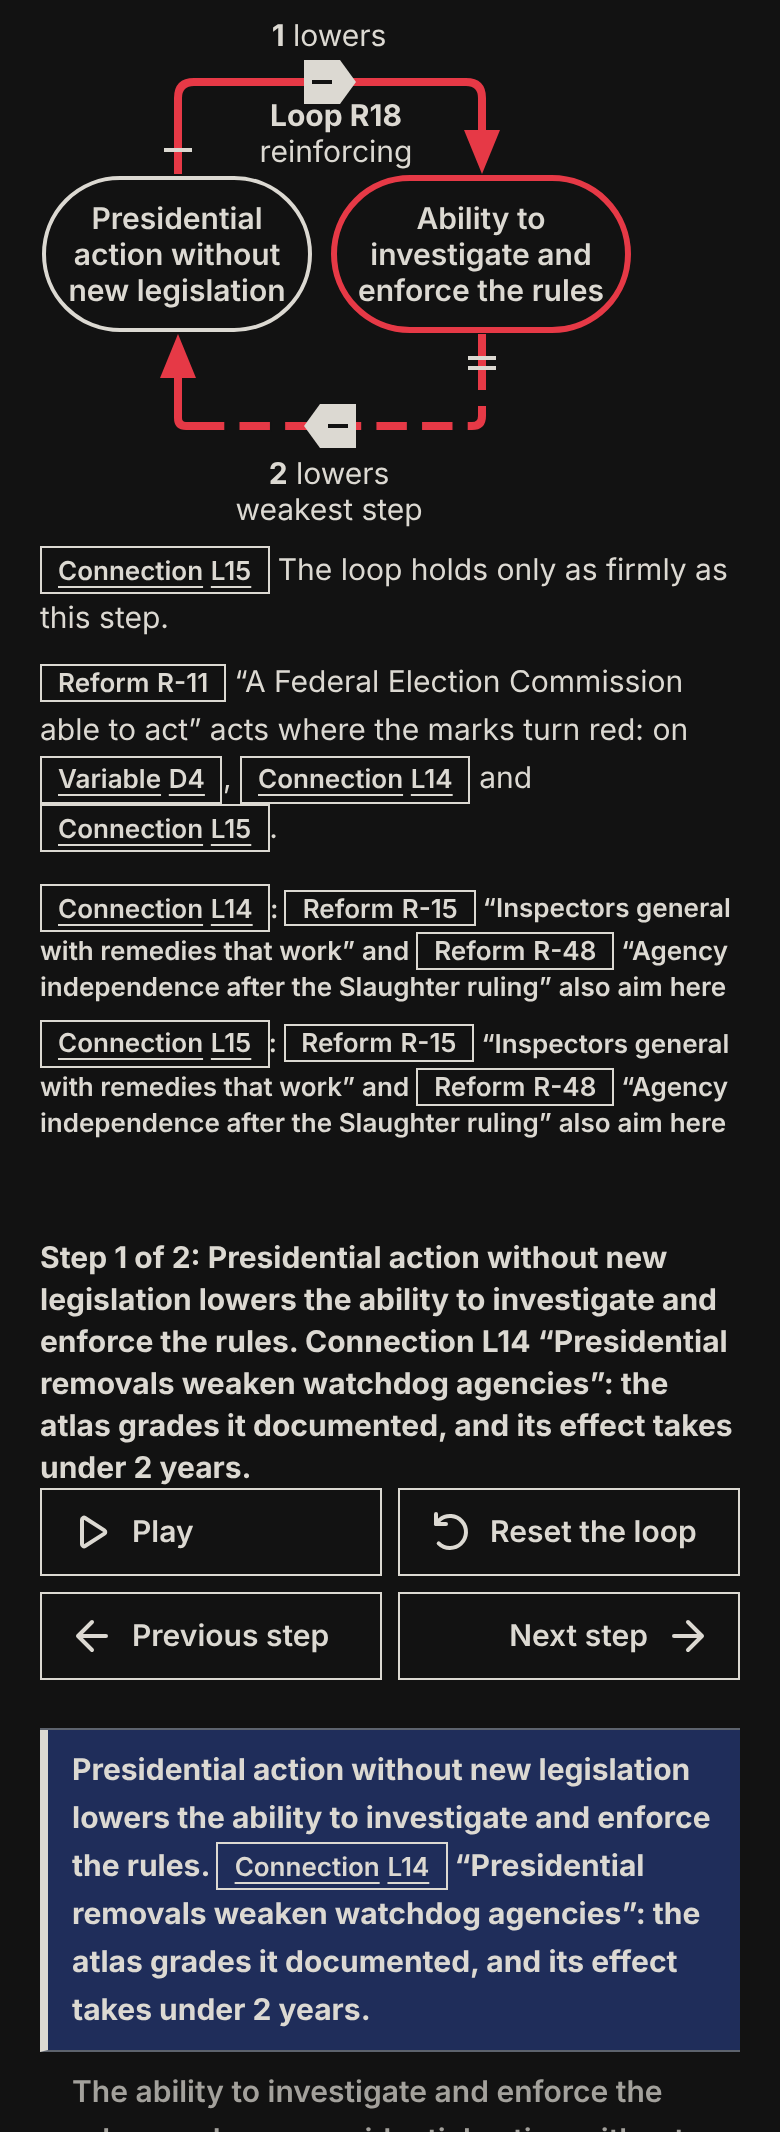 1 lowers
Loop R18
reinforcing
Presidential
action without
new legislation
Ability to
investigate and
enforce the rules
2 lowers
weakest step
Connection L15 The loop holds only as firmly as
this step.
Reform R-11 “A Federal Election Commission
able to act” acts where the marks turn red: on
Variable D4, Connection L14 and
Connection L15.
Connection L14: Reform R-15 “Inspectors general
with remedies that work” and Reform R-48 “Agency
independence after the Slaughter ruling” also aim here
Connection L15: Reform R-15 “Inspectors general
with remedies that work” and Reform R-48 “Agency
independence after the Slaughter ruling” also aim here
Step 1 of 2: Presidential action without new
legislation lowers the ability to investigate and
enforce the rules. Connection L14 “Presidential
removals weaken watchdog agencies”: the
atlas grades it documented, and its effect takes
under 2 years.
Play
Reset the loop
Previous step
Next step
Presidential action without new legislation
lowers the ability to investigate and enforce
the rules. Connection L14 “Presidential
removals weaken watchdog agencies”: the
atlas grades it documented, and its effect
takes under 2 years.
The ability to investigate and enforce the